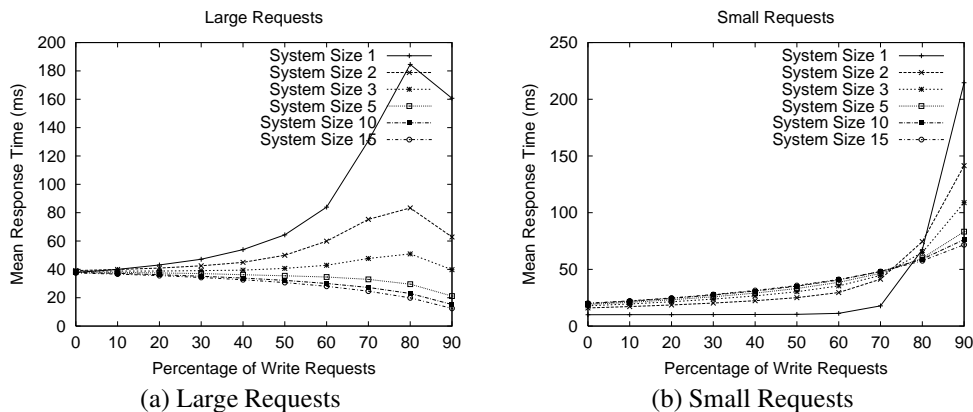 Large Requests
200
180
160
140
120
100
80
60
40
20
0
Mean Response Time (ms)
System Size 1
System Size 2
System Size 3
System Size 5
System Size 10
System Size 15
0 10 20 30 40 50 60 70 80 90
Percentage of Write Requests
(a) Large Requests
Small Requests
250
200
150
100
50
0
Mean Response Time (ms)
System Size 1
System Size 2
System Size 3
System Size 5
System Size 10
System Size 15
0 10 20 30 40 50 60 70 80 90
Percentage of Write Requests
(b) Small Requests